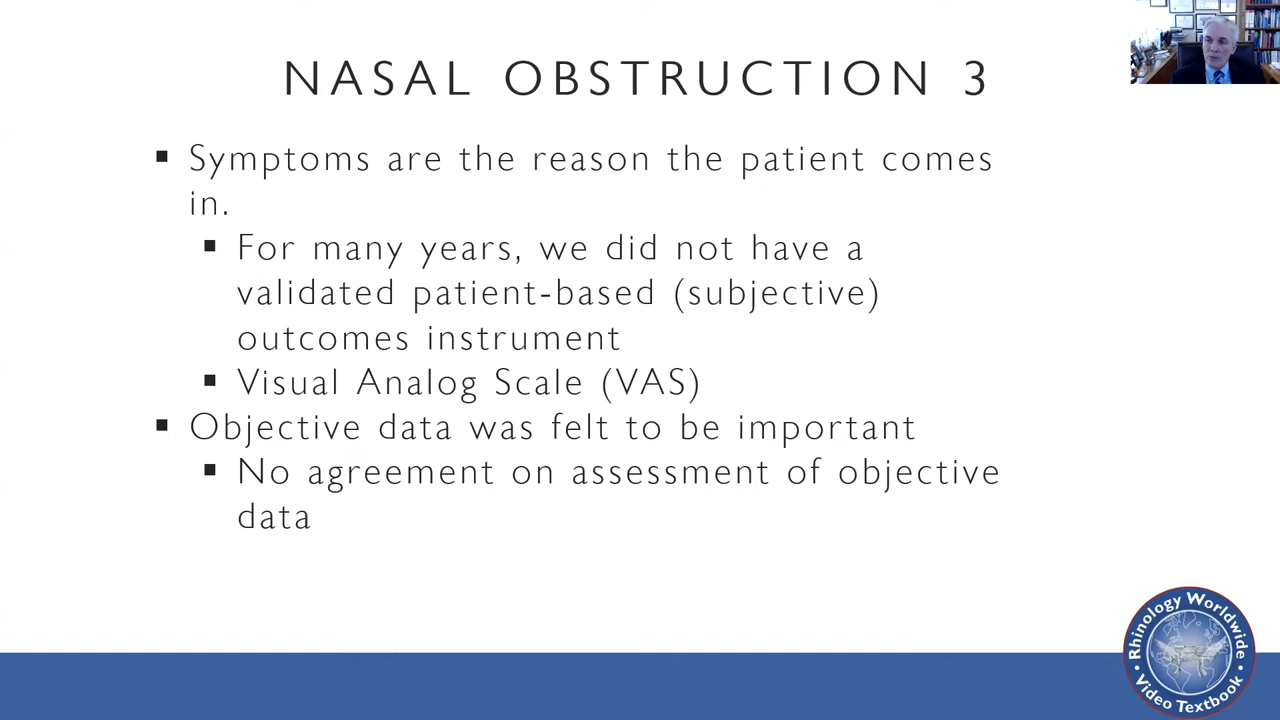 NASAL OBSTRUCTION 3
▪ Symptoms are the reason the patient comes
in.
▪ For many years, we did not have a
validated patient-based (subjective)
outcomes instrument
▪ Visual Analog Scale (VAS)
▪ Objective data was felt to be important
▪ No agreement on assessment of objective
data
Rhinology Worldwide
• Video Textbook •